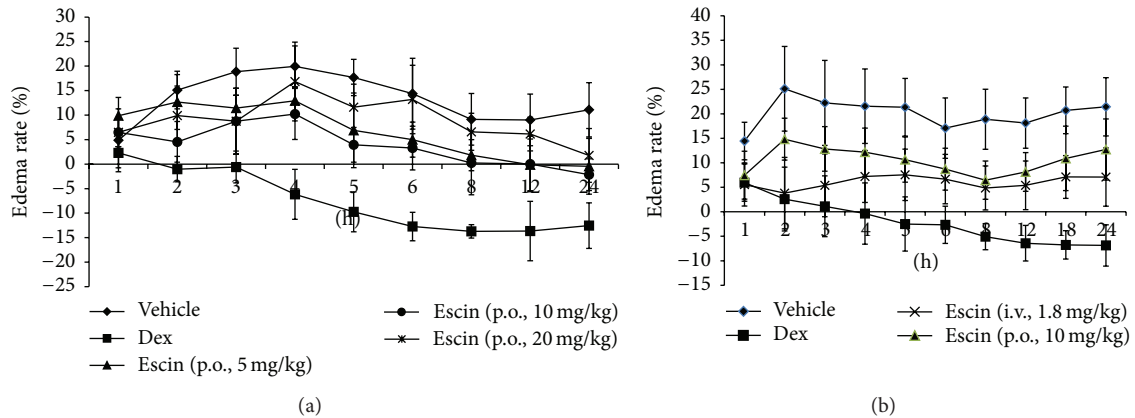 30
25
20
15
10
5
0
−5
−10
−15
−20
−25
Edema rate (%)
1 2 3 4 5 6 8 12 24
(h)
Vehicle
Dex
Escin (p.o., 5 mg/kg)
Escin (p.o., 10 mg/kg)
Escin (p.o., 20 mg/kg)
(a)
40
35
30
25
20
15
10
5
0
−5
−10
−15
Edema rate (%)
1 2 3 4 5 6 8 12 18 24
(h)
Vehicle
Dex
Escin (i.v., 1.8 mg/kg)
Escin (p.o., 10 mg/kg)
(b)